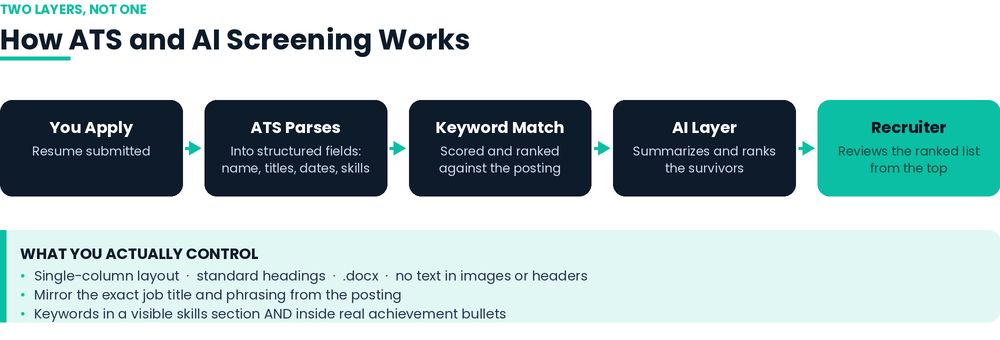 TWO LAYERS, NOT ONE
How ATS and AI Screening Works
You Apply
Resume submitted
ATS Parses
Into structured fields:
name, titles, dates, skills
Keyword Match
Scored and ranked
against the posting
AI Layer
Summarizes and ranks
the survivors
Recruiter
Reviews the ranked list
from the top
WHAT YOU ACTUALLY CONTROL
• Single-column layout · standard headings · .docx · no text in images or headers
• Mirror the exact job title and phrasing from the posting
• Keywords in a visible skills section AND inside real achievement bullets